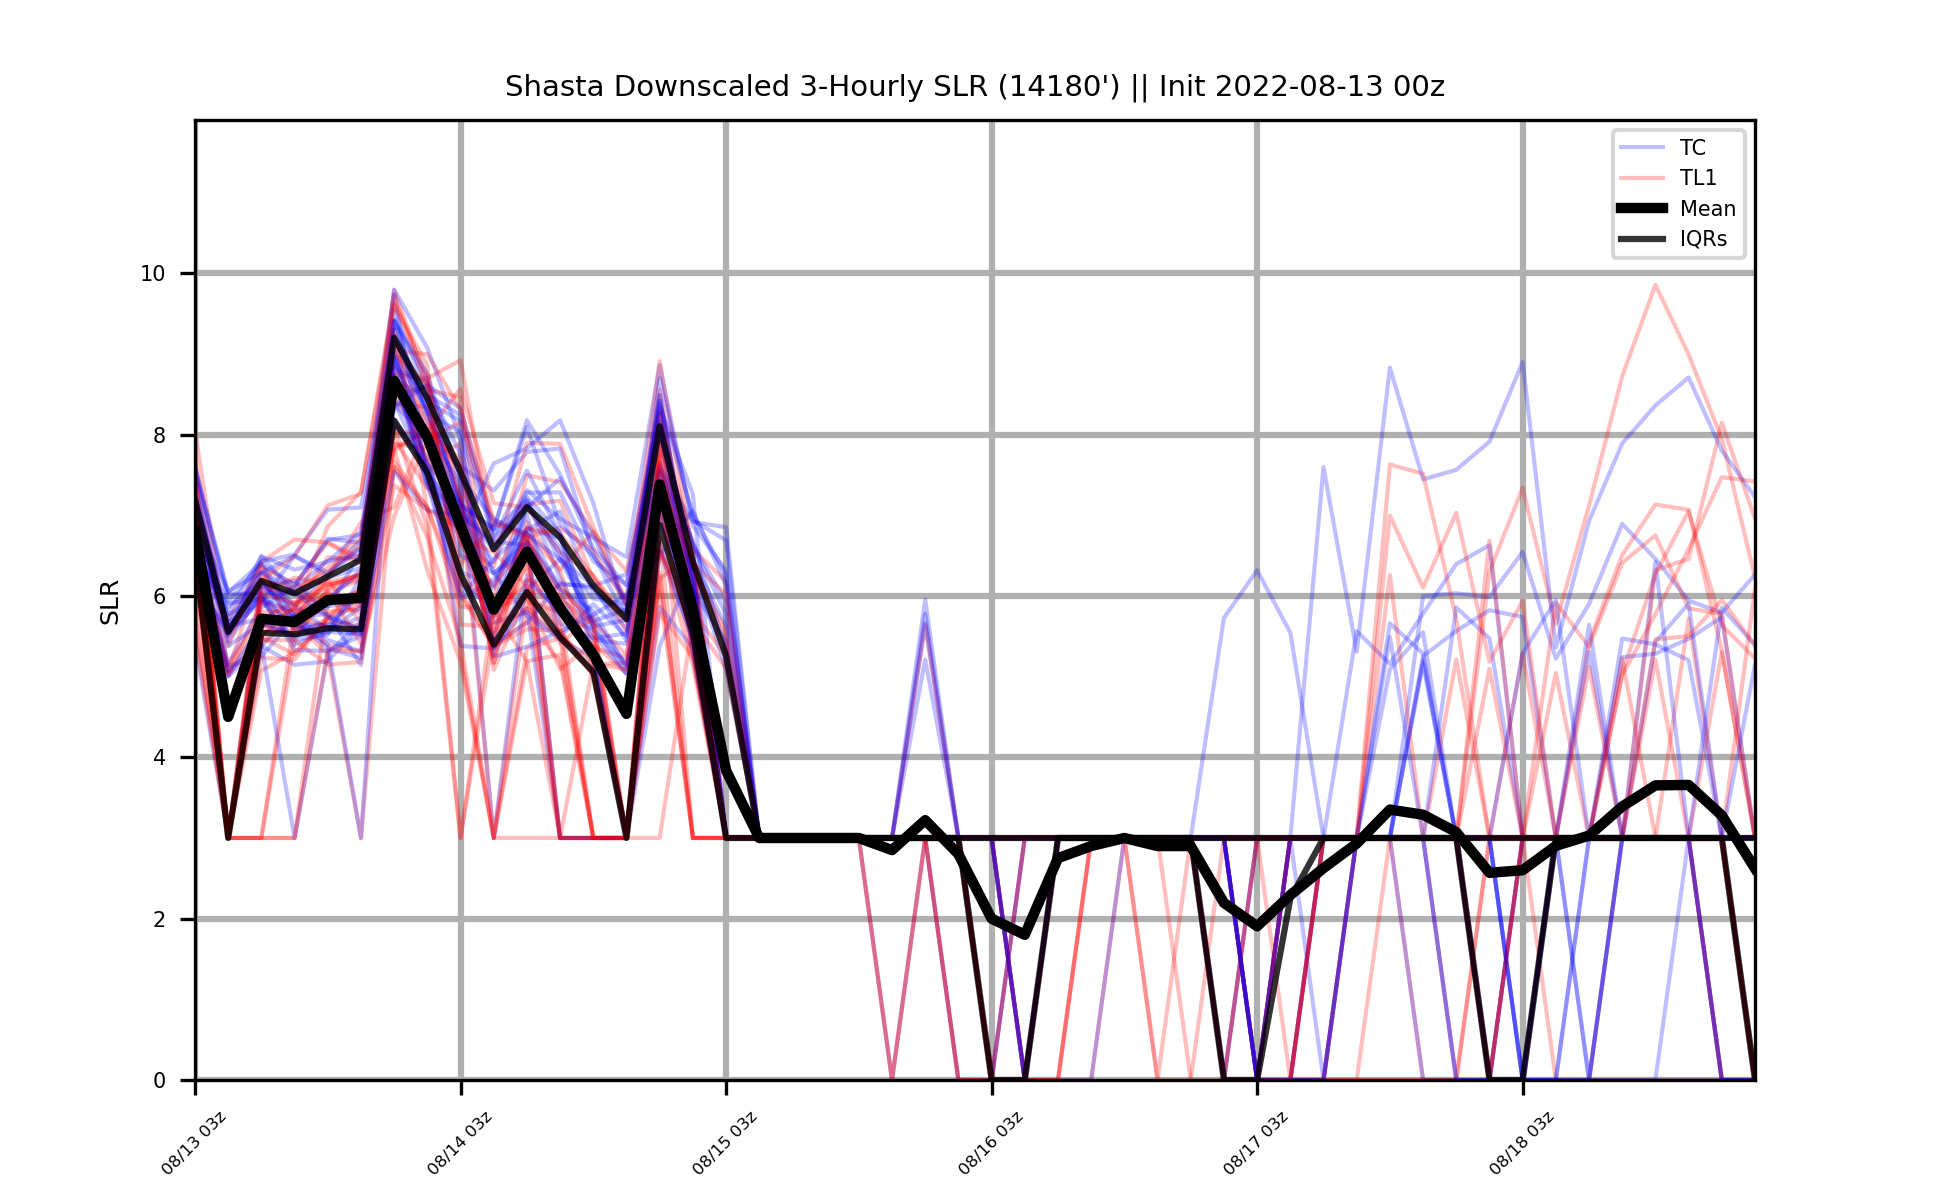 Shasta Downscaled 3-Hourly SLR (14180') || Init 2022-08-13 00z
TC
TL1
Mean
IQRs
SLR
10
8
6
4
2
0
08/13 03z
08/14 03z
08/15 03z
08/16 03z
08/17 03z
08/18 03z